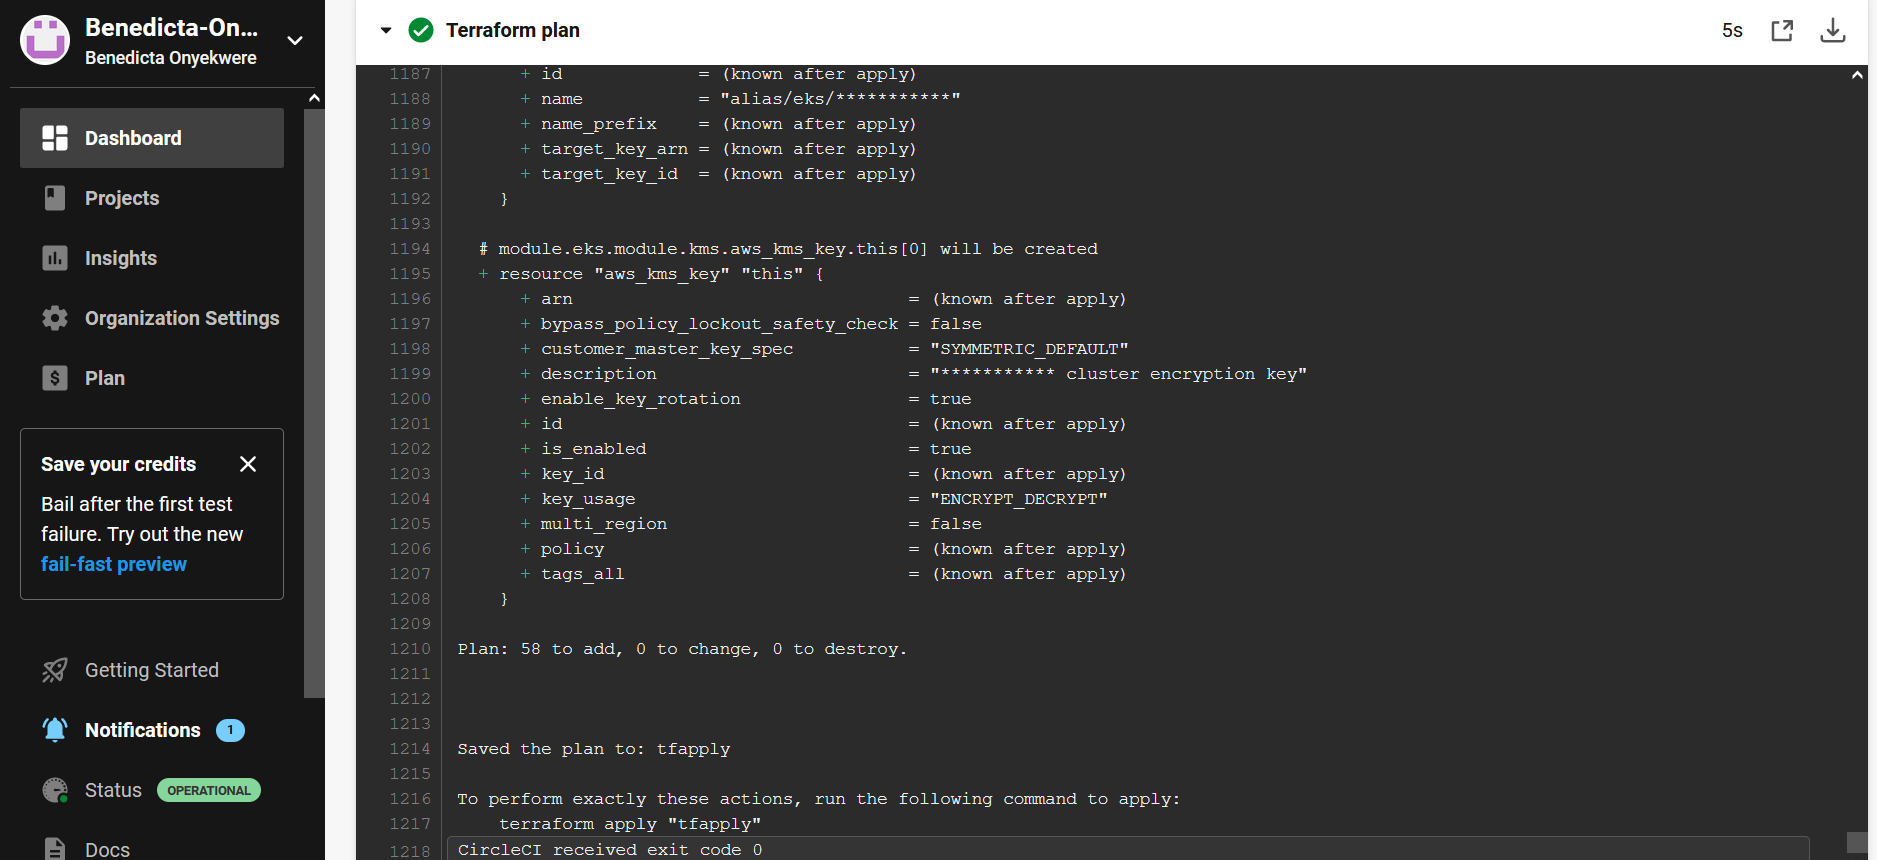 Benedicta-On...
Benedicta Onyekwere
Dashboard
Projects
Insights
Organization Settings
Plan
Save your credits
Bail after the first test
failure. Try out the new
fail-fast preview
Getting Started
Notifications 1
Status OPERATIONAL
Docs
Terraform plan 5s
1187 + id = (known after apply)
1188 + name = "alias/eks/***********"
1189 + name_prefix = (known after apply)
1190 + target_key_arn = (known after apply)
1191 + target_key_id = (known after apply)
1192 }
1193
1194 # module.eks.module.kms.aws_kms_key.this[0] will be created
1195 + resource "aws_kms_key" "this" {
1196 + arn = (known after apply)
1197 + bypass_policy_lockout_safety_check = false
1198 + customer_master_key_spec = "SYMMETRIC_DEFAULT"
1199 + description = "*********** cluster encryption key"
1200 + enable_key_rotation = true
1201 + id = (known after apply)
1202 + is_enabled = true
1203 + key_id = (known after apply)
1204 + key_usage = "ENCRYPT_DECRYPT"
1205 + multi_region = false
1206 + policy = (known after apply)
1207 + tags_all = (known after apply)
1208 }
1209
1210 Plan: 58 to add, 0 to change, 0 to destroy.
1211
1212
1213
1214 Saved the plan to: tfapply
1215
1216 To perform exactly these actions, run the following command to apply:
1217 terraform apply "tfapply"
1218 CircleCI received exit code 0